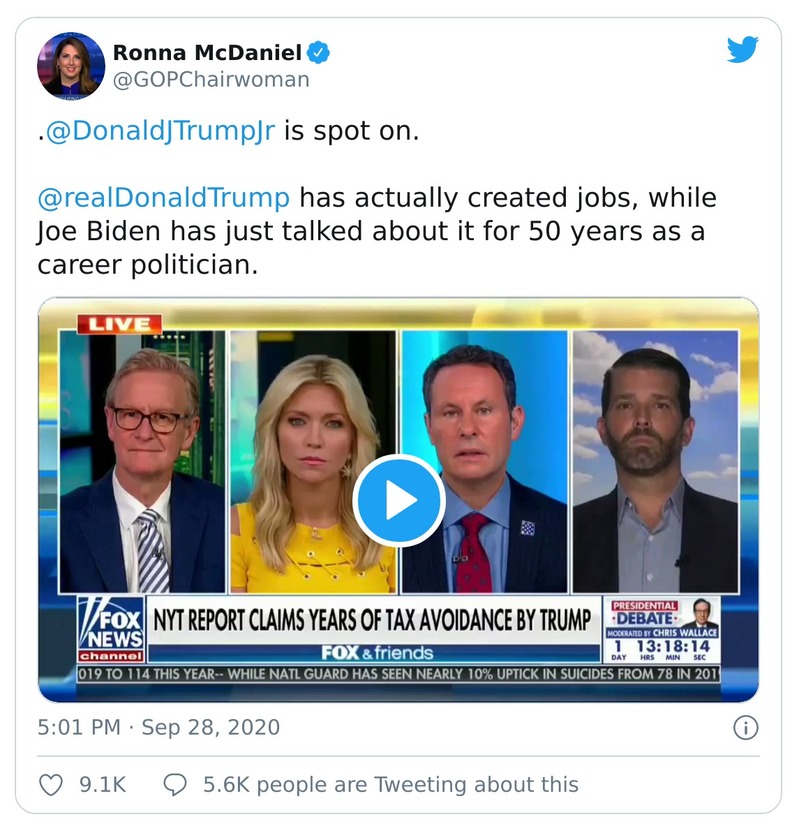 Ronna McDaniel
@GOPChairwoman
.@DonaldJTrumpJr is spot on.
@realDonaldTrump has actually created jobs, while
Joe Biden has just talked about it for 50 years as a
career politician.
LIVE
FOX
NEWS
channel
NYT REPORT CLAIMS YEARS OF TAX AVOIDANCE BY TRUMP
FOX & friends
PRESIDENTIAL
·DEBATE·
MODERATED BY CHRIS WALLACE
1 13:18:14
DAY HRS MIN SEC
019 TO 114 THIS YEAR-- WHILE NATL GUARD HAS SEEN NEARLY 10% UPTICK IN SUICIDES FROM 78 IN 201
5:01 PM · Sep 28, 2020
9.1K 5.6K people are Tweeting about this